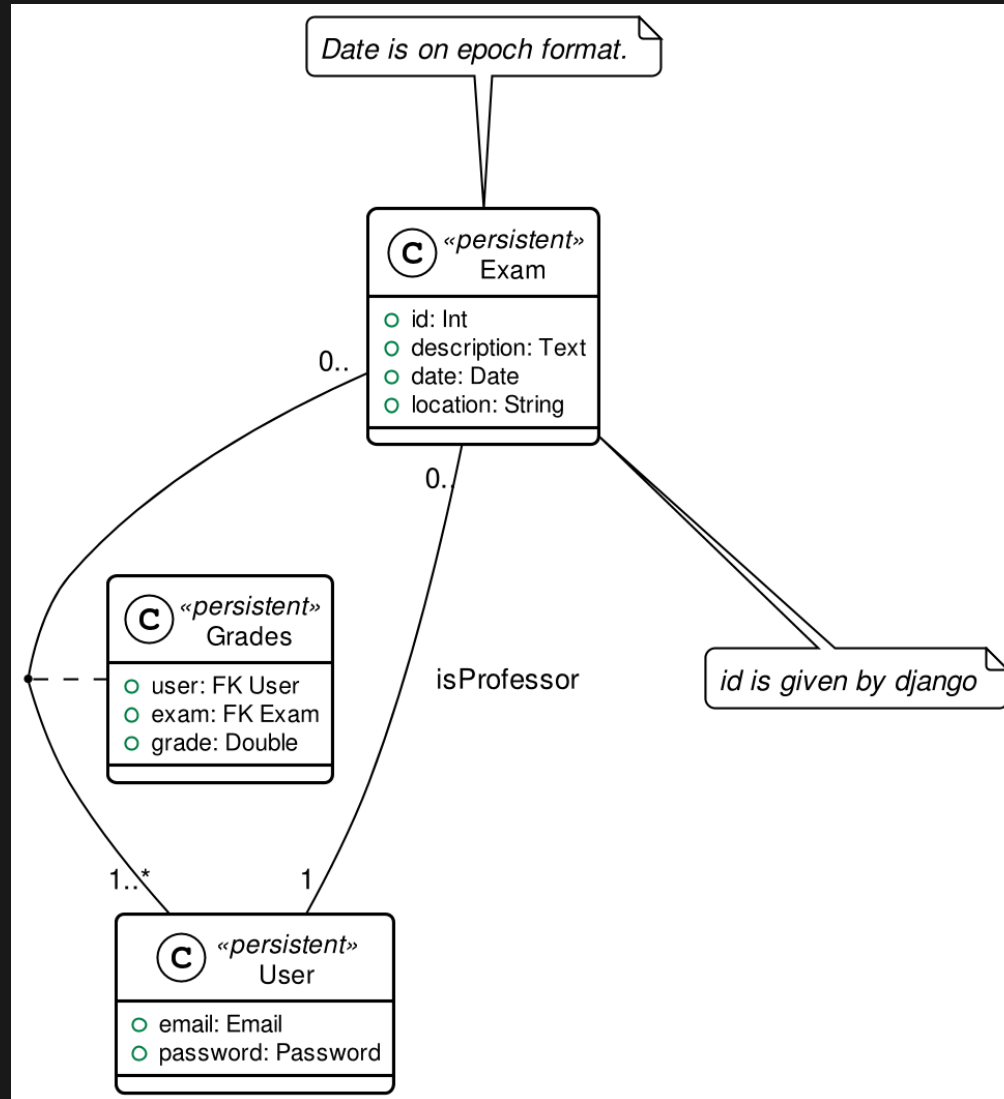 Date is on epoch format.
C «persistent»
Exam
id: Int
description: Text
date: Date
location: String
0..
0..
C «persistent»
Grades
user: FK User
exam: FK Exam
grade: Double
isProfessor
id is given by django
1..*
1
C «persistent»
User
email: Email
password: Password